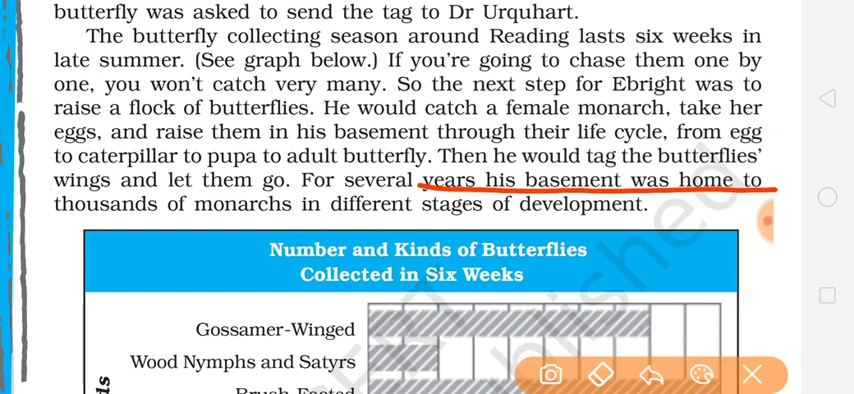 butterfly was asked to send the tag to Dr Urquhart.
The butterfly collecting season around Reading lasts six weeks in
late summer. (See graph below.) If you're going to chase them one by
one, you won't catch very many. So the next step for Ebright was to
raise a flock of butterflies. He would catch a female monarch, take her
eggs, and raise them in his basement through their life cycle, from egg
to caterpillar to pupa to adult butterfly. Then he would tag the butterflies'
wings and let them go. For several years his basement was home to
thousands of monarchs in different stages of development.
Number and Kinds of Butterflies
Collected in Six Weeks
Gossamer-Winged
Wood Nymphs and Satyrs
Brush-Footed